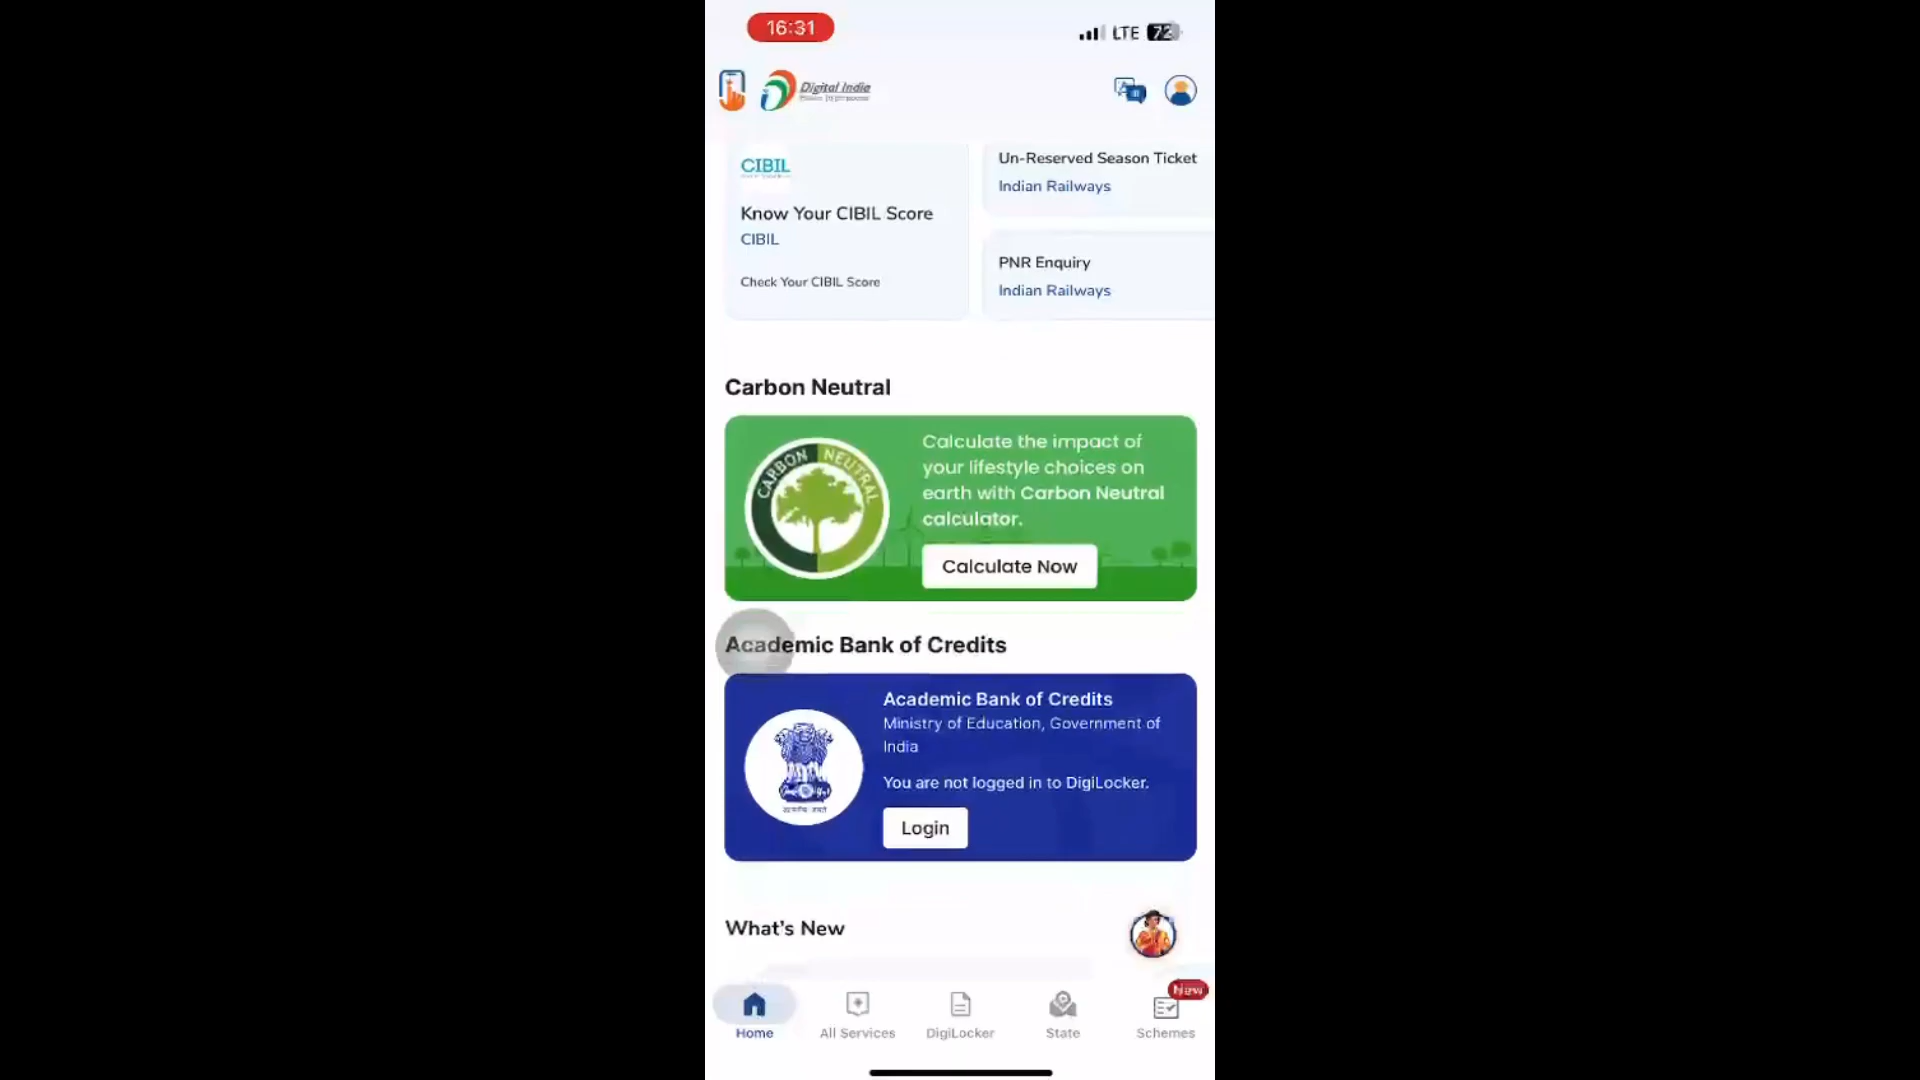 16:31
LTE 72
Digital India
CIBIL
Know Your CIBIL Score
CIBIL
Check Your CIBIL Score
Un-Reserved Season Ticket
Indian Railways
PNR Enquiry
Indian Railways
Carbon Neutral
CARBON NEUTRAL
Calculate the impact of
your lifestyle choices on
earth with Carbon Neutral
calculator.
Calculate Now
Academic Bank of Credits
Academic Bank of Credits
Ministry of Education, Government of
India
You are not logged in to DigiLocker.
Login
What's New
New
Home
All Services
DigiLocker
State
Schemes